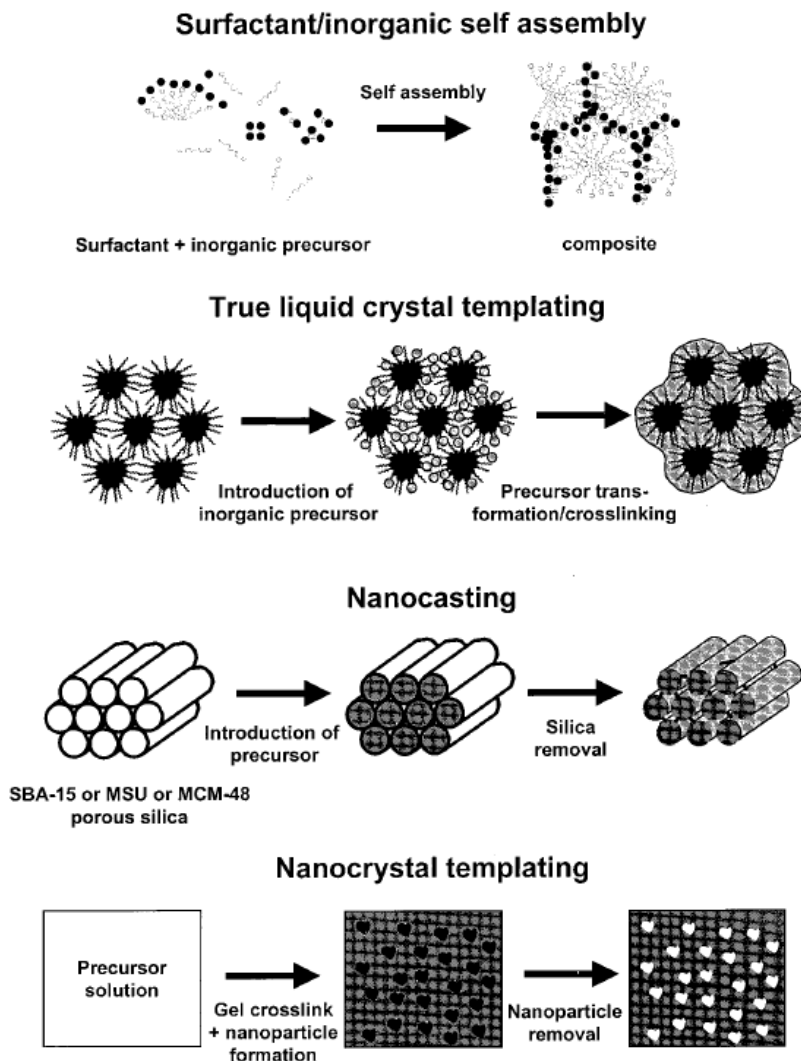 Surfactant/inorganic self assembly
Self assembly
Surfactant + inorganic precursor
composite
True liquid crystal templating
Introduction of
inorganic precursor
Precursor trans-
formation/crosslinking
Nanocasting
Introduction of
precursor
Silica
removal
SBA-15 or MSU or MCM-48
porous silica
Nanocrystal templating
Precursor
solution
Gel crosslink
+ nanoparticle
formation
Nanoparticle
removal